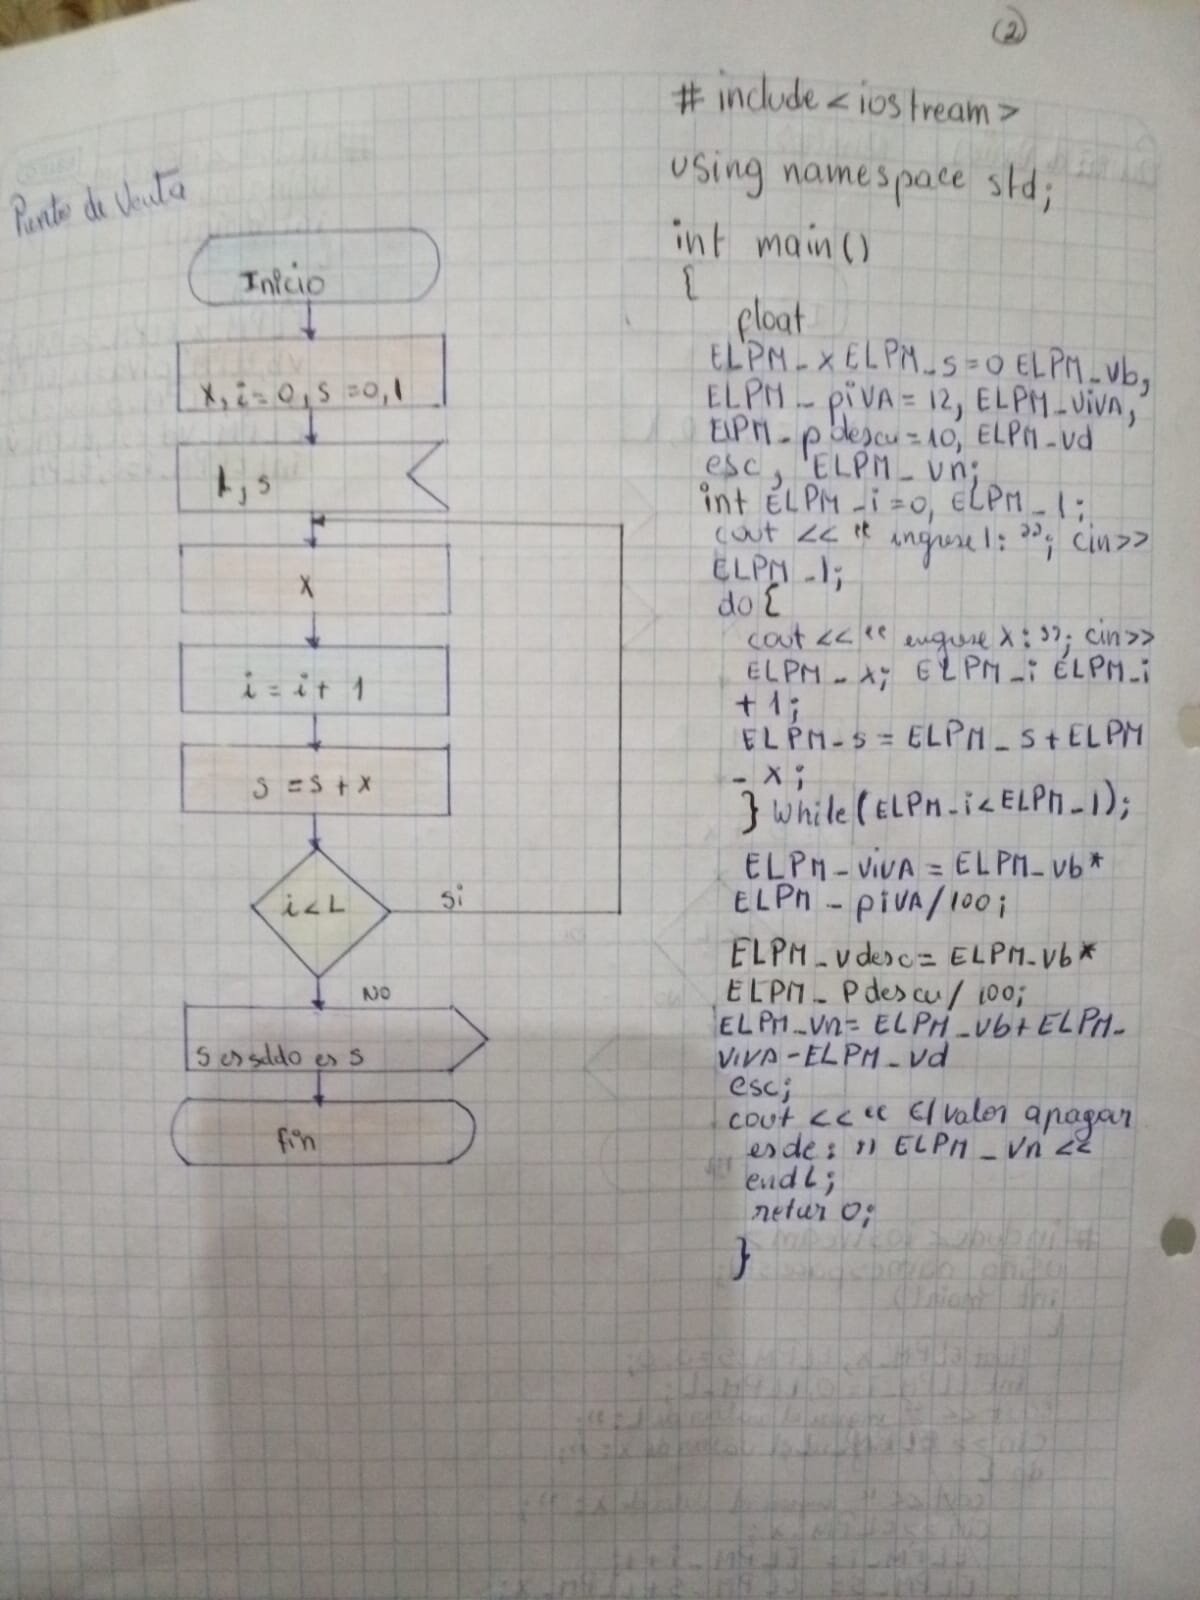 (2)
Punto de Venta
Inicio
x, i=0, s=0, l
L, s
x
i = i + 1
s = s + x
i < L
si
NO
s es saldo es s
fin
# include <iostream>
using namespace std;
int main()
{
float
ELPM_x ELPM_s=0 ELPM_vb,
ELPM_piVA=12, ELPM_viVA,
ElPM_pdescu=10, ELPM_vd
esc, ELPM_vn;
int ELPM_i=0, ELPM_l;
cout << "ingrese l: "; cin>>
ELPM_l;
do {
cout << "engrese x: "; cin>>
ELPM_x; ELPM_i ELPM_i
+ 1;
ELPM_s = ELPM_s + ELPM
_x;
} while(ELPM_i<ELPM_l);
ELPM_viVA = ELPM_vb*
ELPM_piVA/100;
ELPM_vdesc= ELPM_vb*
ELPM_Pdescu/ 100;
ELPM_vn= ELPM_vb+ELPM_
viVA-ELPM_vd
esc;
cout << "El valor a pagar
es de: " ELPM_vn <<
endL;
retur 0;
}